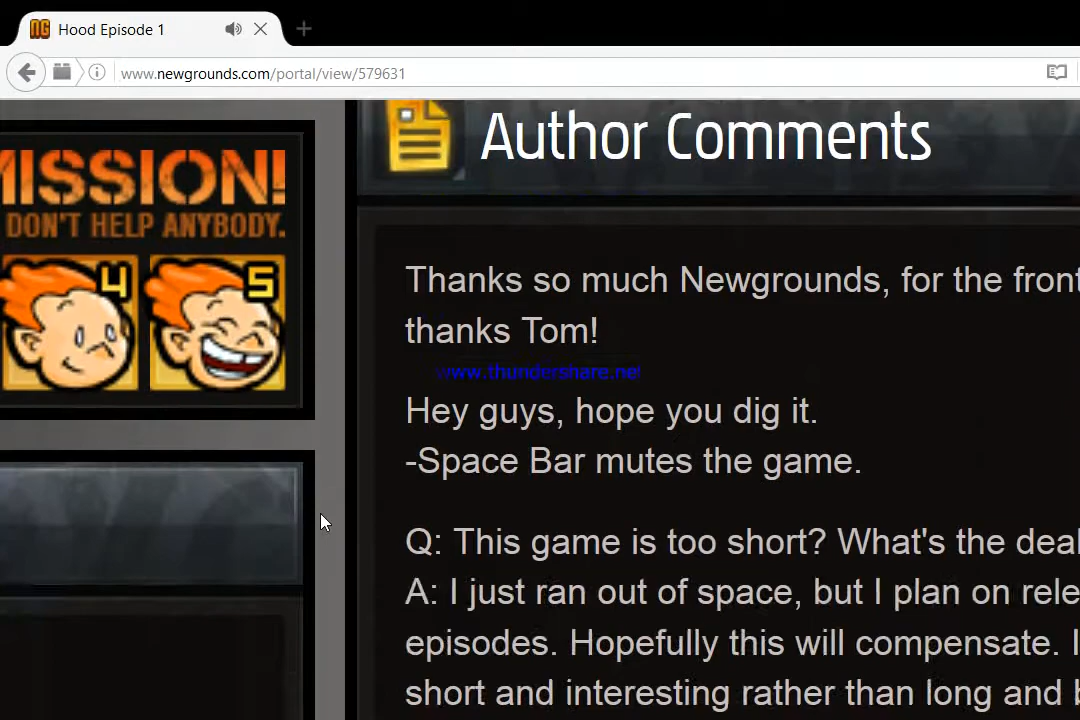 Hood Episode 1
www.newgrounds.com/portal/view/579631
MISSION!
DON'T HELP ANYBODY.
4 5
Author Comments
Thanks so much Newgrounds, for the front
thanks Tom!
www.thundershare.net
Hey guys, hope you dig it.
-Space Bar mutes the game.
Q: This game is too short? What's the deal
A: I just ran out of space, but I plan on rele
episodes. Hopefully this will compensate. I
short and interesting rather than long and b